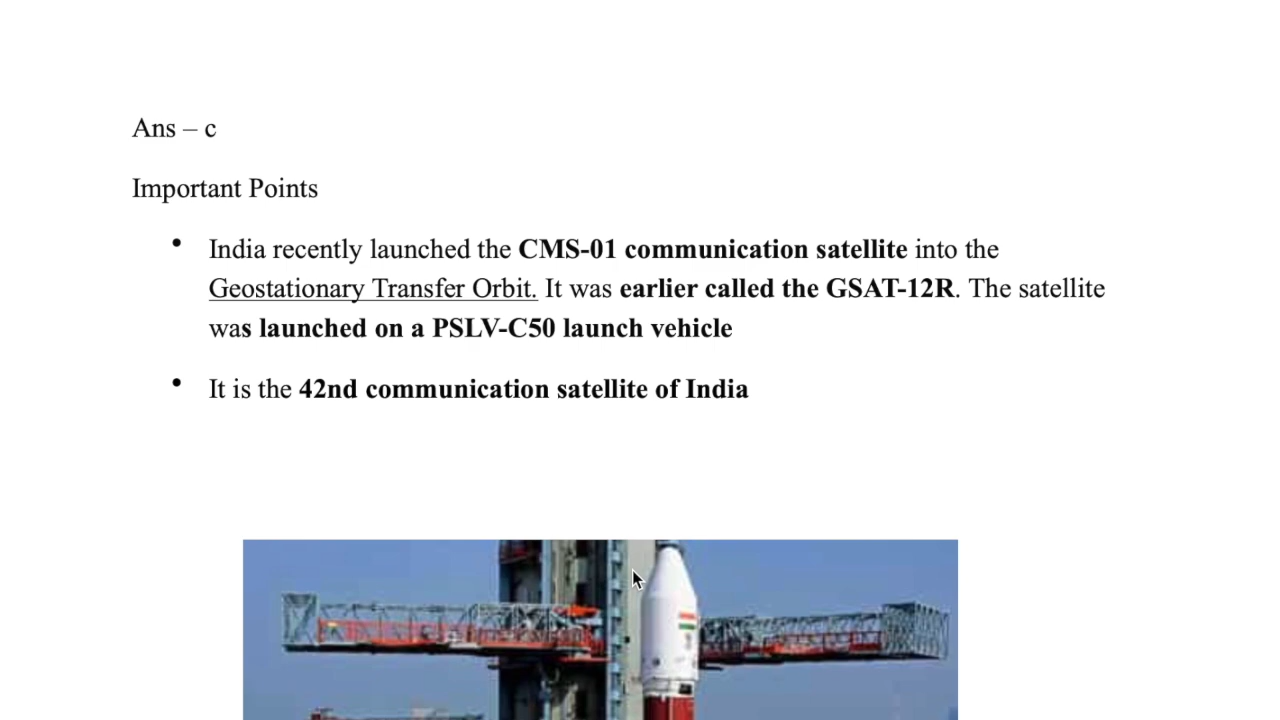 Ans – c
Important Points
• India recently launched the CMS-01 communication satellite into the
Geostationary Transfer Orbit. It was earlier called the GSAT-12R. The satellite
was launched on a PSLV-C50 launch vehicle
• It is the 42nd communication satellite of India